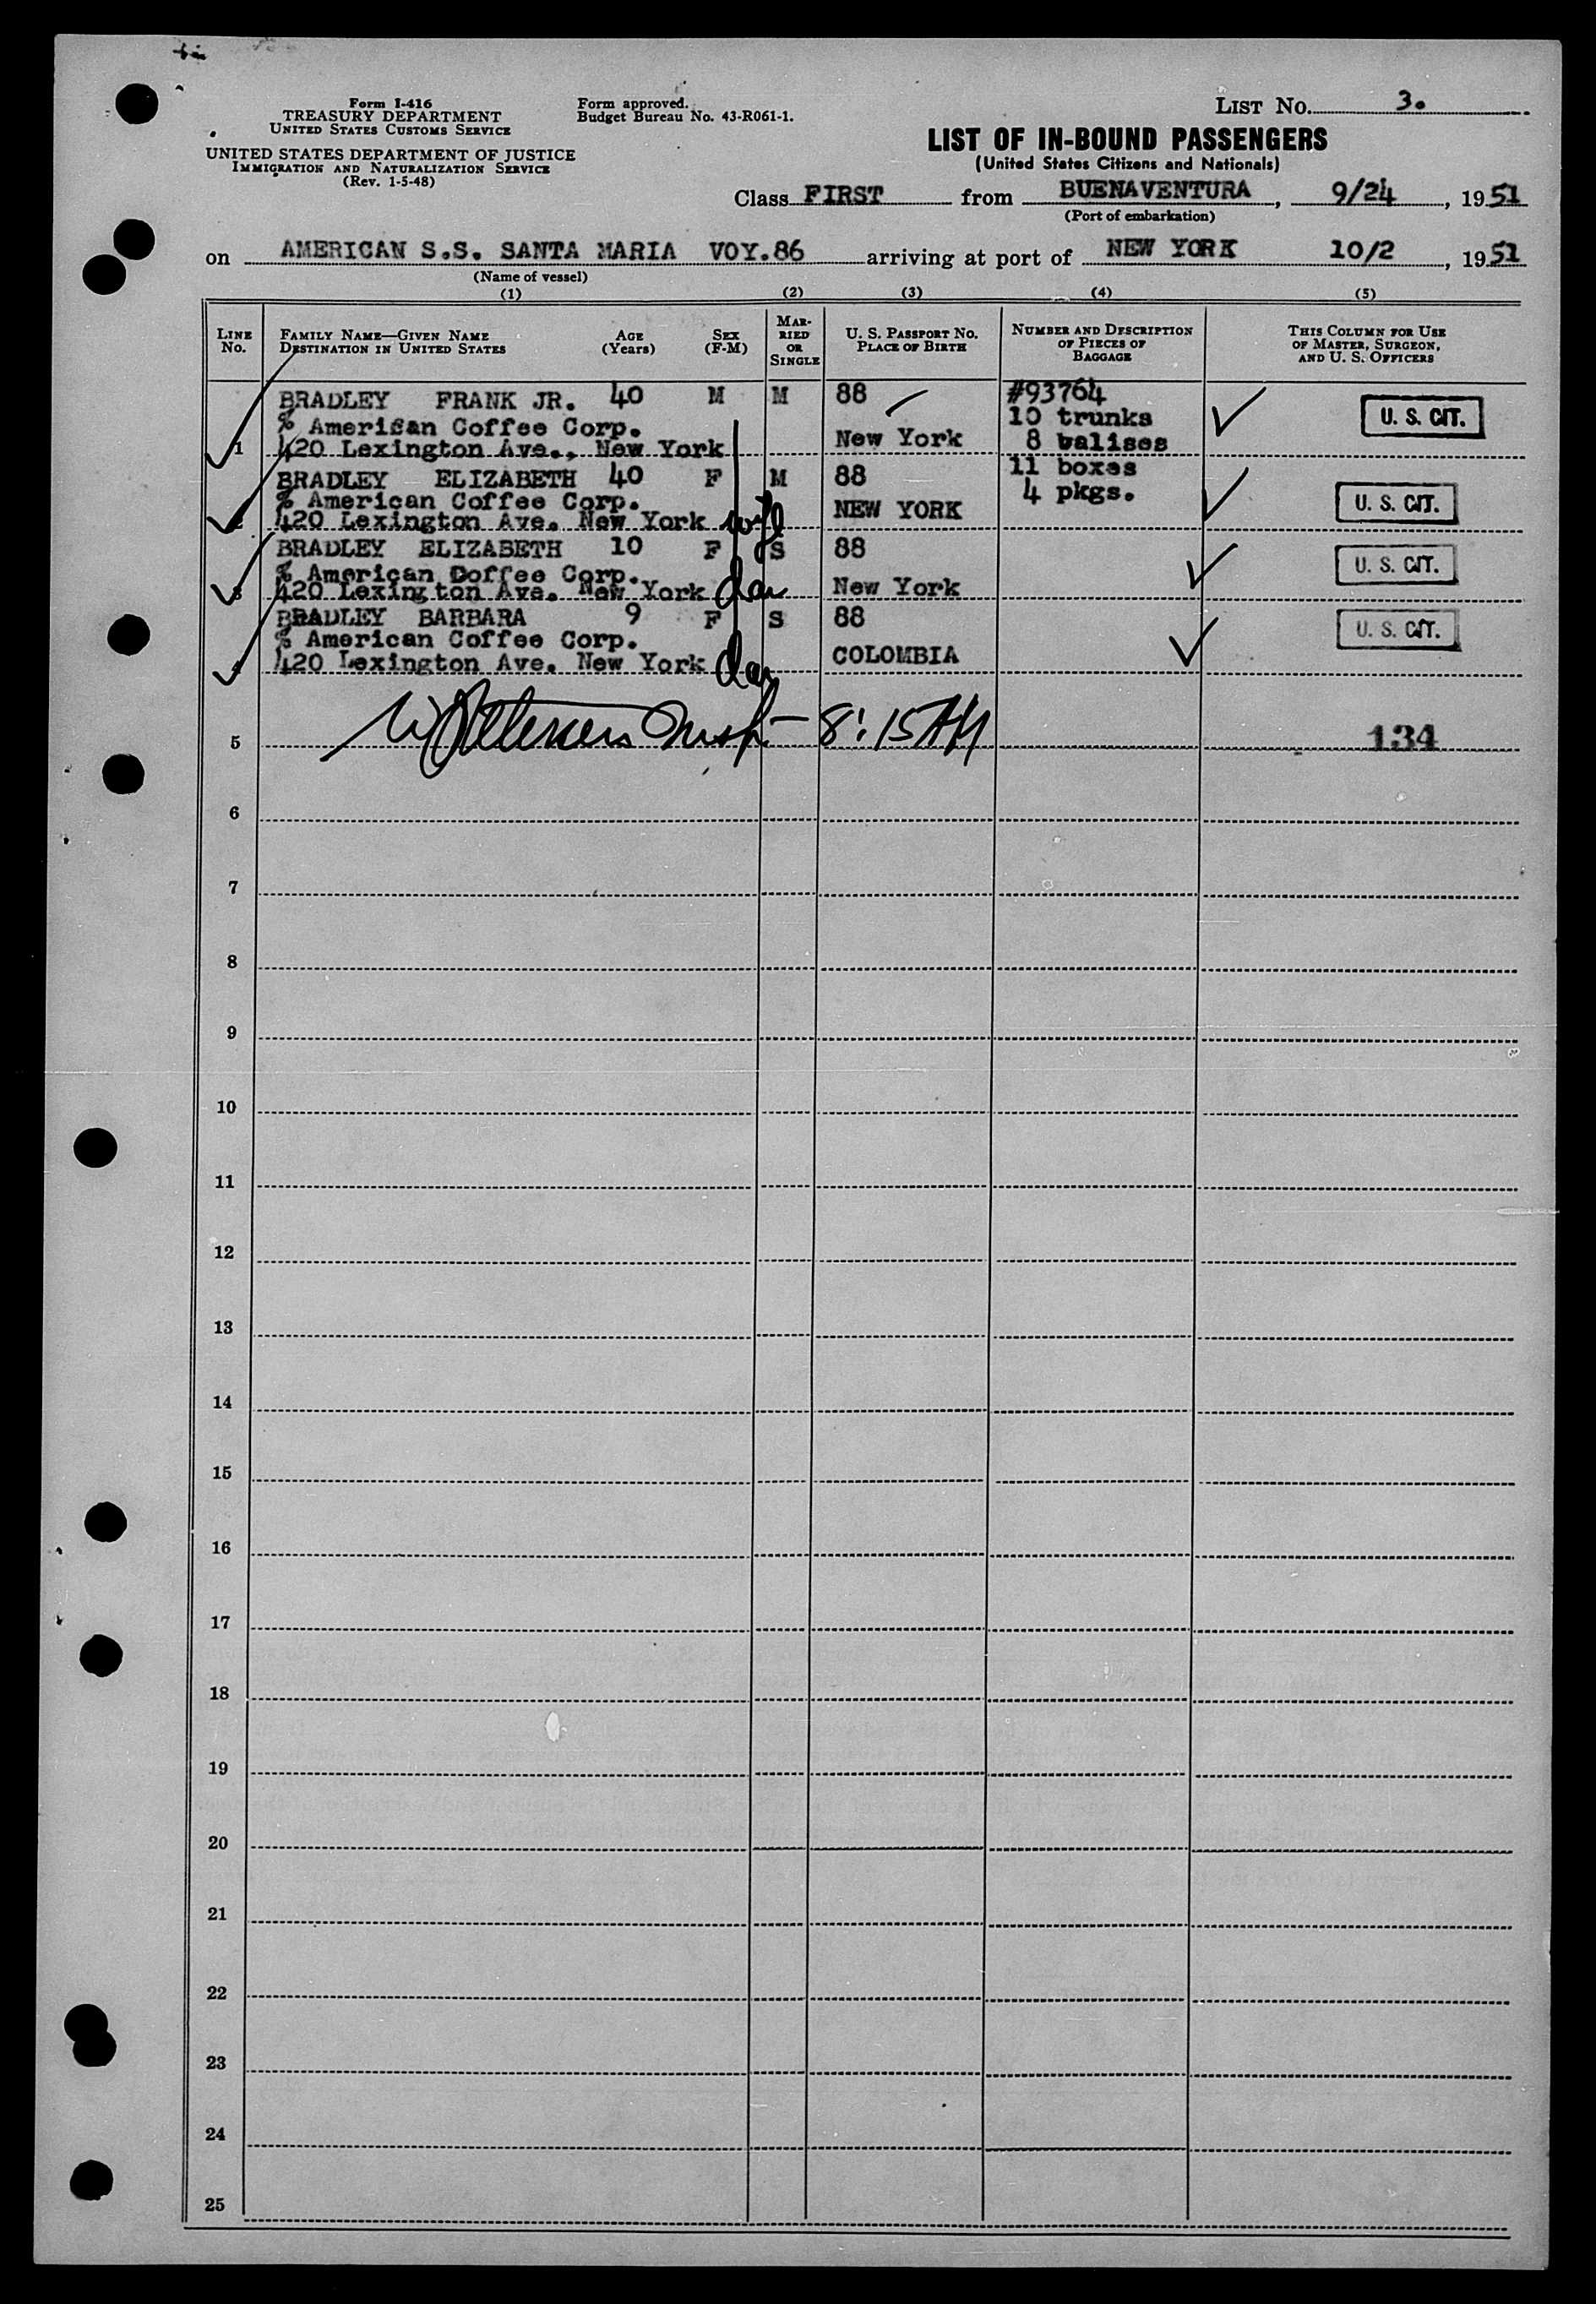 Form I-416
TREASURY DEPARTMENT
UNITED STATES CUSTOMS SERVICE
UNITED STATES DEPARTMENT OF JUSTICE
IMMIGRATION AND NATURALIZATION SERVICE
(Rev. 1-5-48)
Form approved.
Budget Bureau No. 43-R061-1.
LIST No. 3.
LIST OF IN-BOUND PASSENGERS
(United States Citizens and Nationals)
Class FIRST from BUENAVENTURA, 9/24, 1951
(Port of embarkation)
on AMERICAN S.S. SANTA MARIA VOY.86 arriving at port of NEW YORK 10/2, 1951
(Name of vessel)
(1) (2) (3) (4) (5)
LINE No.
FAMILY NAME—GIVEN NAME
DESTINATION IN UNITED STATES
AGE (Years)
SEX (F-M)
MARRIED OR SINGLE
U. S. PASSPORT No.
PLACE OF BIRTH
NUMBER AND DESCRIPTION OF PIECES OF BAGGAGE
THIS COLUMN FOR USE OF MASTER, SURGEON, AND U. S. OFFICERS
BRADLEY FRANK JR. 40 M M 88 #93764 U. S. CIT.
% American Coffee Corp. 10 trunks
1 420 Lexington Ave., New York New York 8 valises
BRADLEY ELIZABETH 40 F M 88 11 boxes
% American Coffee Corp. 4 pkgs. U. S. CIT.
2 420 Lexington Ave. New York wife NEW YORK
BRADLEY ELIZABETH 10 F S 88 U. S. CIT.
% American Doffee Corp.
3 420 Lexington Ave. New York dau New York
BRADLEY BARBARA 9 F S 88 U. S. CIT.
% American Coffee Corp.
4 420 Lexington Ave. New York dau COLOMBIA
5 Insp. — 8:15 AM 134
6
7
8
9
10
11
12
13
14
15
16
17
18
19
20
21
22
23
24
25